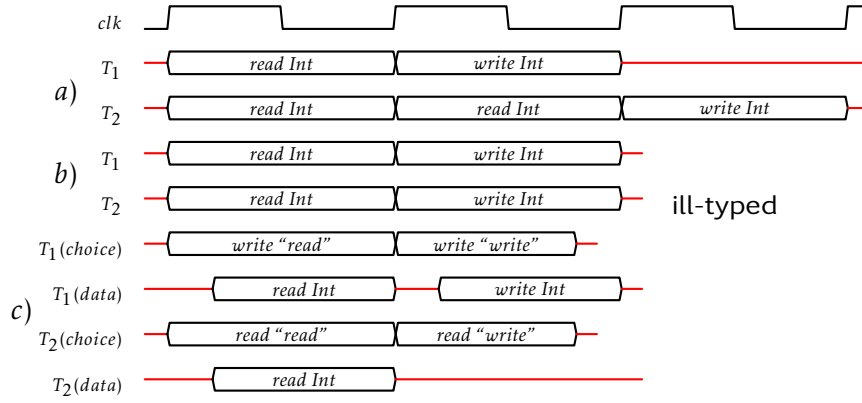 clk
T1 read Int write Int
a)
T2 read Int read Int write Int
T1 read Int write Int
b)
T2 read Int write Int
ill-typed
T1(choice) write “read” write “write”
T1(data) read Int write Int
c)
T2(choice) read “read” read “write”
T2(data) read Int